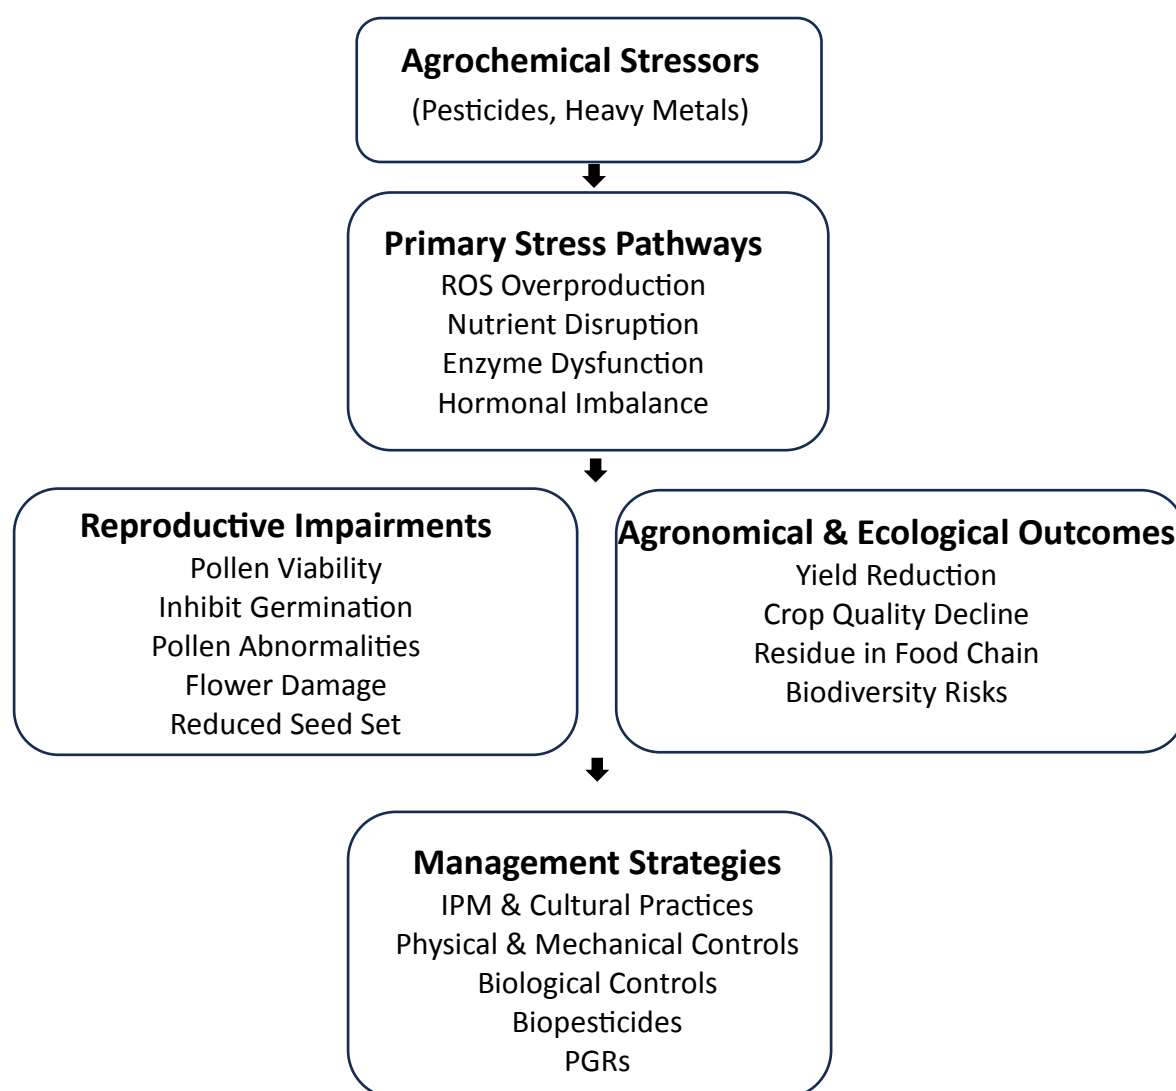 Agrochemical Stressors
(Pesticides, Heavy Metals)
Primary Stress Pathways
ROS Overproduction
Nutrient Disruption
Enzyme Dysfunction
Hormonal Imbalance
Reproductive Impairments
Pollen Viability
Inhibit Germination
Pollen Abnormalities
Flower Damage
Reduced Seed Set
Agronomical & Ecological Outcomes
Yield Reduction
Crop Quality Decline
Residue in Food Chain
Biodiversity Risks
Management Strategies
IPM & Cultural Practices
Physical & Mechanical Controls
Biological Controls
Biopesticides
PGRs